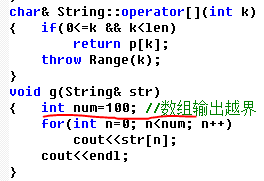 char& String::operator[](int k)
{ if(0<=k && k<len)
return p[k];
throw Range(k);
}
void g(String& str)
{ int num=100; //数组输出越界
for(int n=0; n<num; n++)
cout<<str[n];
cout<<endl;
}